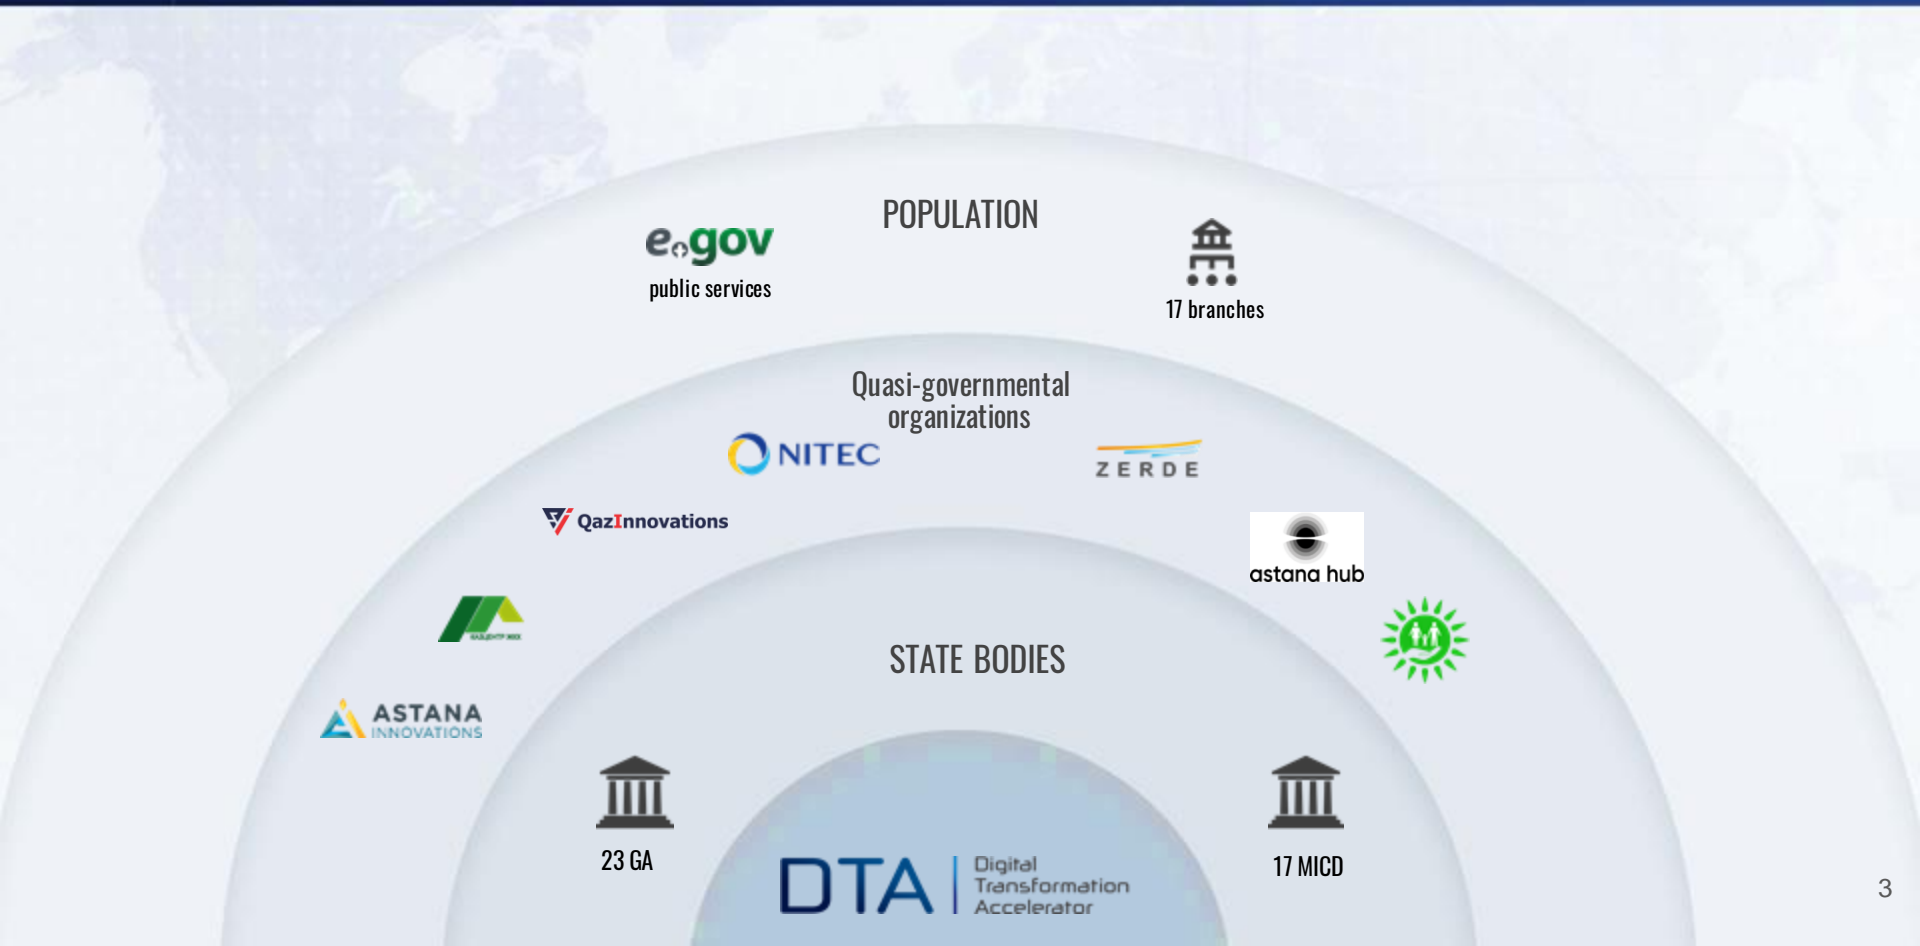 POPULATION
e gov
public services
17 branches
Quasi-governmental
organizations
NITEC
ZERDE
QazInnovations
astana hub
STATE BODIES
ASTANA
INNOVATIONS
23 GA
17 MICD
DTA
Digital
Transformation
Accelerator
3